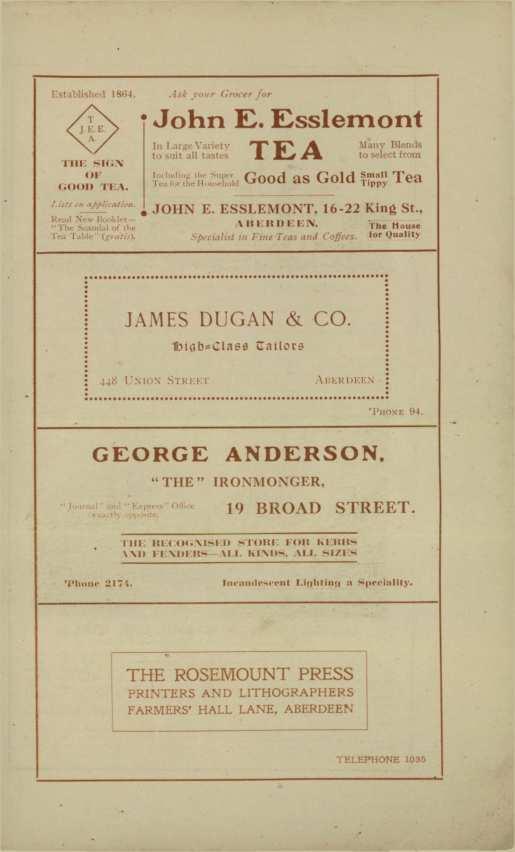 Established 1864.
Ask your Grocer for
T
J.E.E.
A.
THE SIGN
OF
GOOD TEA.
Lists on application.
Read New Booklet—
"The Scandal of the
Tea Table" (gratis).
John E. Esslemont
In Large Variety
to suit all tastes
TEA
Many Blends
to select from
Including the Super
Tea for the Household
Good as Gold Small Tippy Tea
JOHN E. ESSLEMONT, 16-22 King St.,
ABERDEEN.
Specialist in Fine Teas and Coffees.
The House
for Quality
JAMES DUGAN & CO.
High=Class Tailors
448 UNION STREET ABERDEEN
'PHONE 94.
GEORGE ANDERSON,
"THE" IRONMONGER,
"Journal" and "Express" Office
exactly opposite.
19 BROAD STREET.
THE RECOGNISED STORE FOR KERBS
AND FENDERS—ALL KINDS, ALL SIZES
'Phone 2174. Incandescent Lighting a Speciality.
THE ROSEMOUNT PRESS
PRINTERS AND LITHOGRAPHERS
FARMERS' HALL LANE, ABERDEEN
TELEPHONE 1035